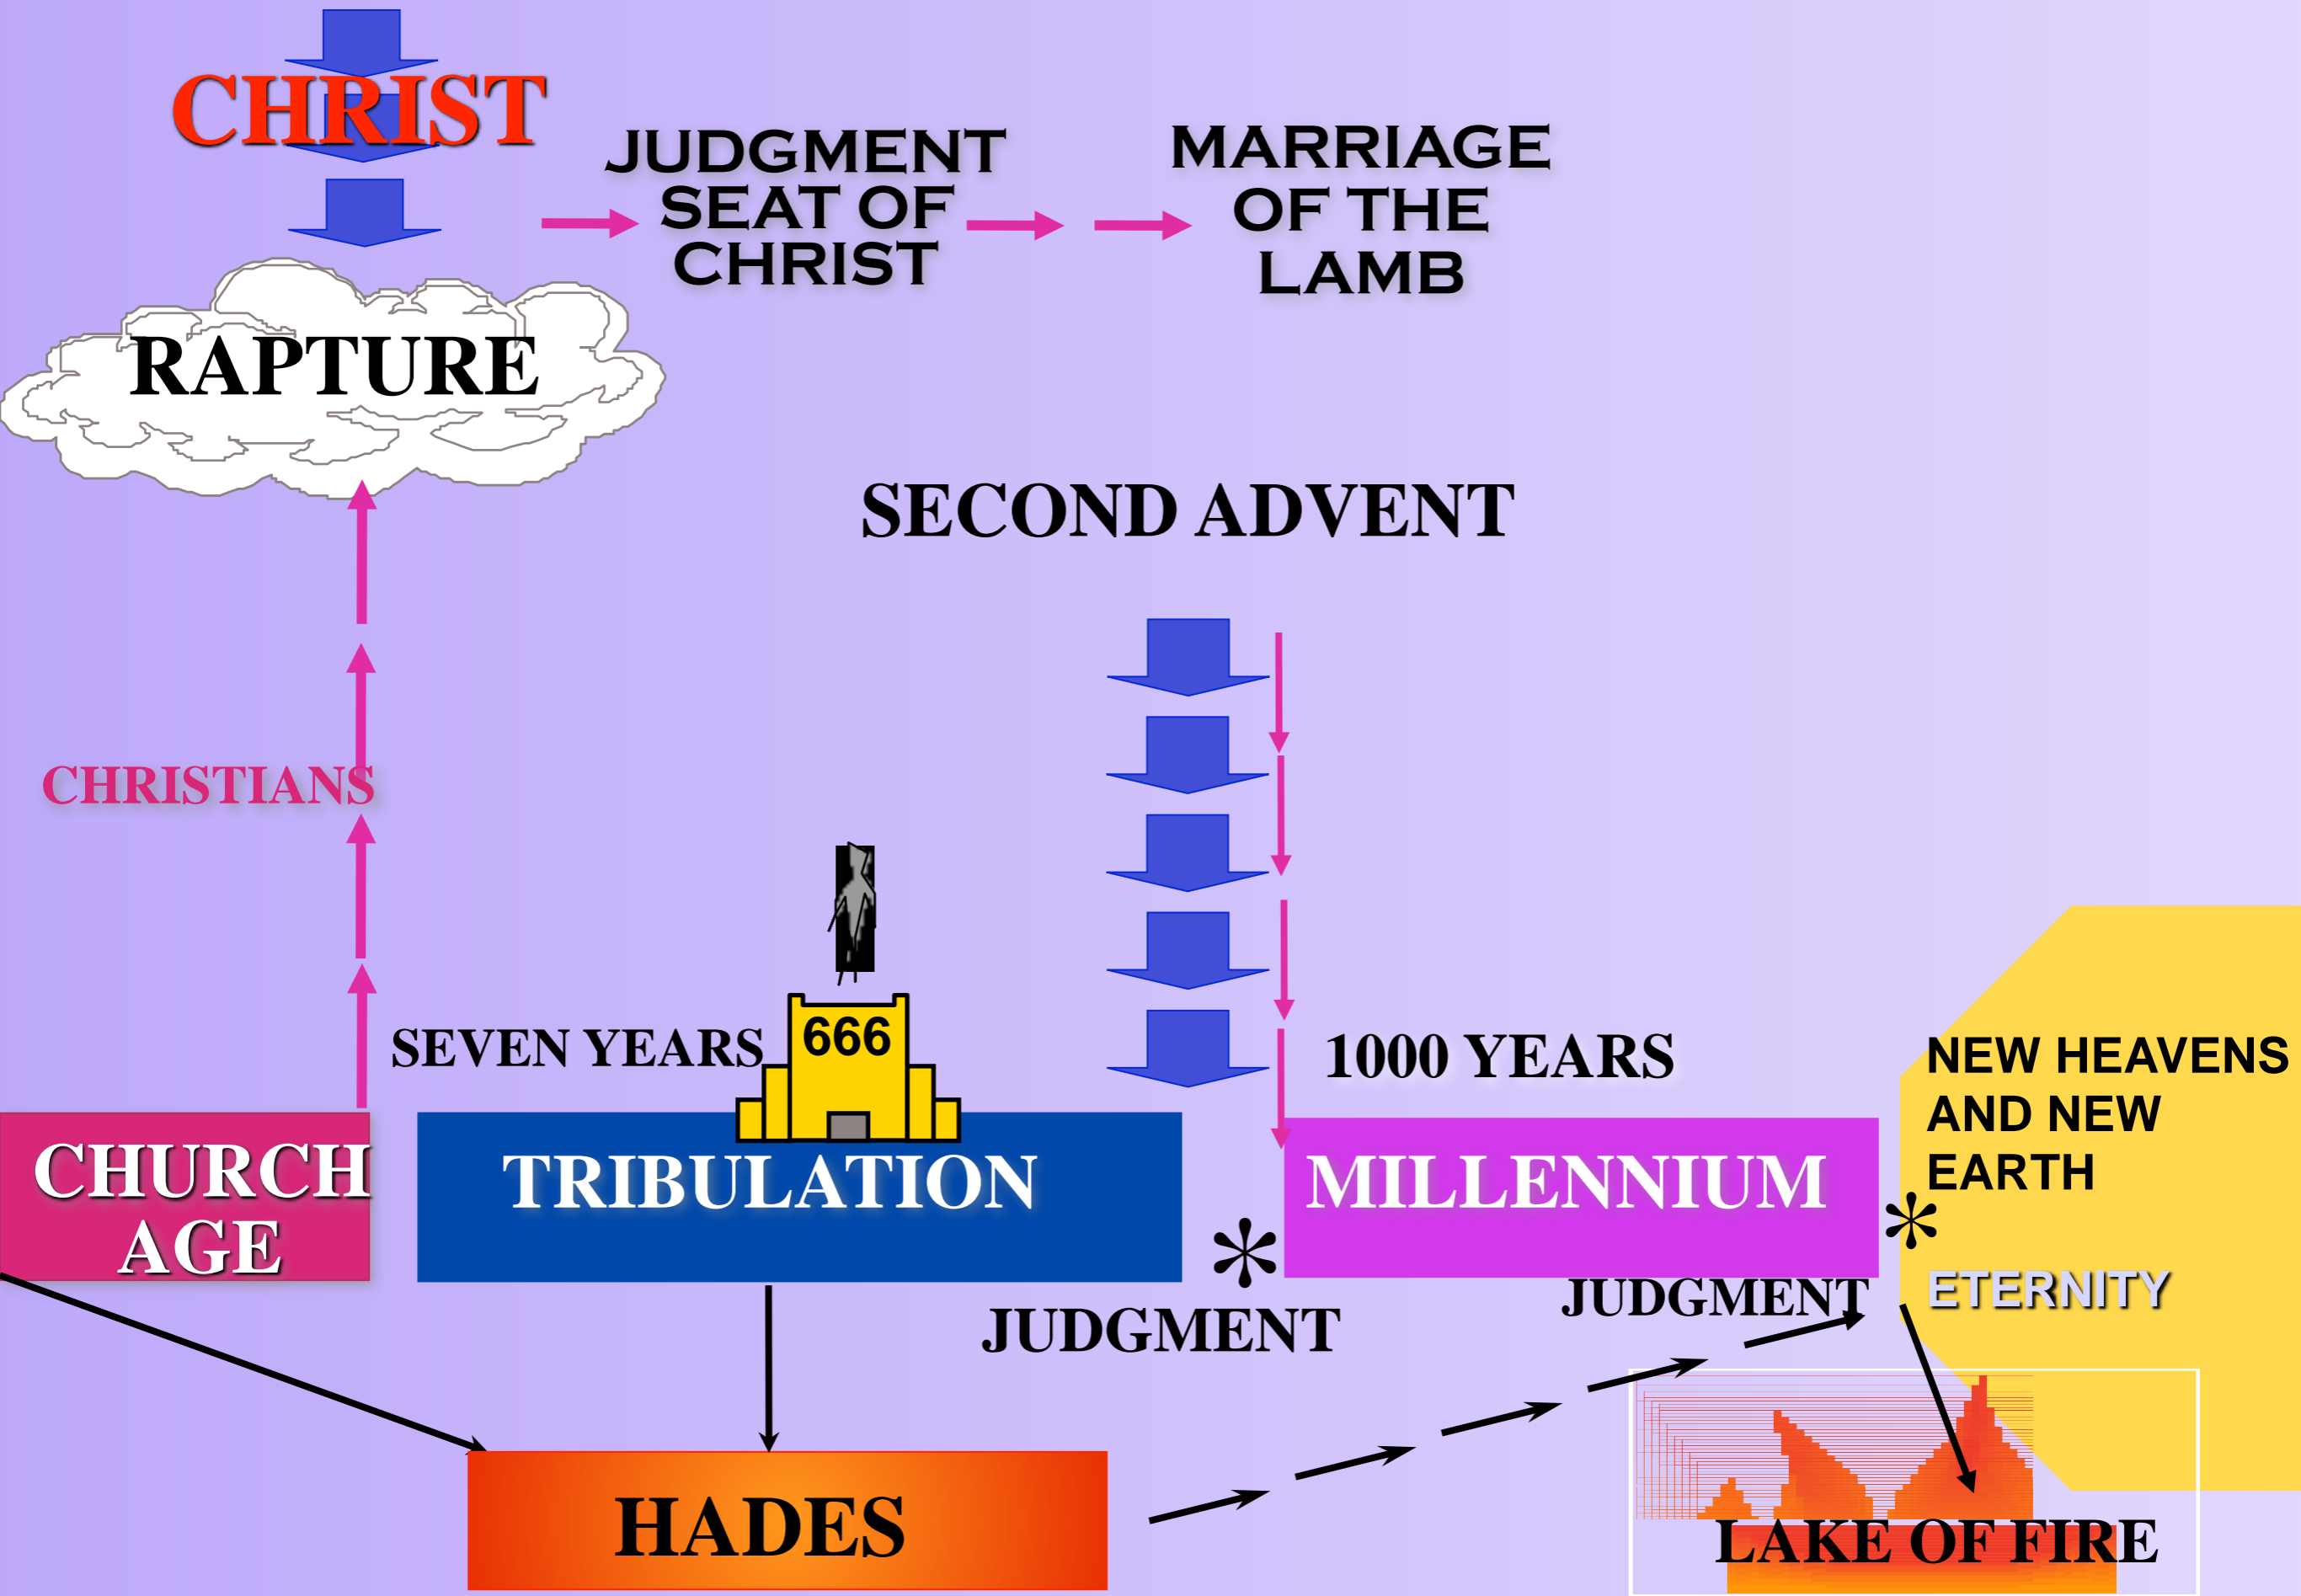 CHRIST
JUDGMENT
SEAT OF
CHRIST
MARRIAGE
OF THE
LAMB
RAPTURE
SECOND ADVENT
CHRISTIANS
SEVEN YEARS
666
1000 YEARS
NEW HEAVENS
AND NEW
EARTH
CHURCH
AGE
TRIBULATION
MILLENNIUM
*
*
ETERNITY
JUDGMENT
JUDGMENT
HADES
LAKE OF FIRE